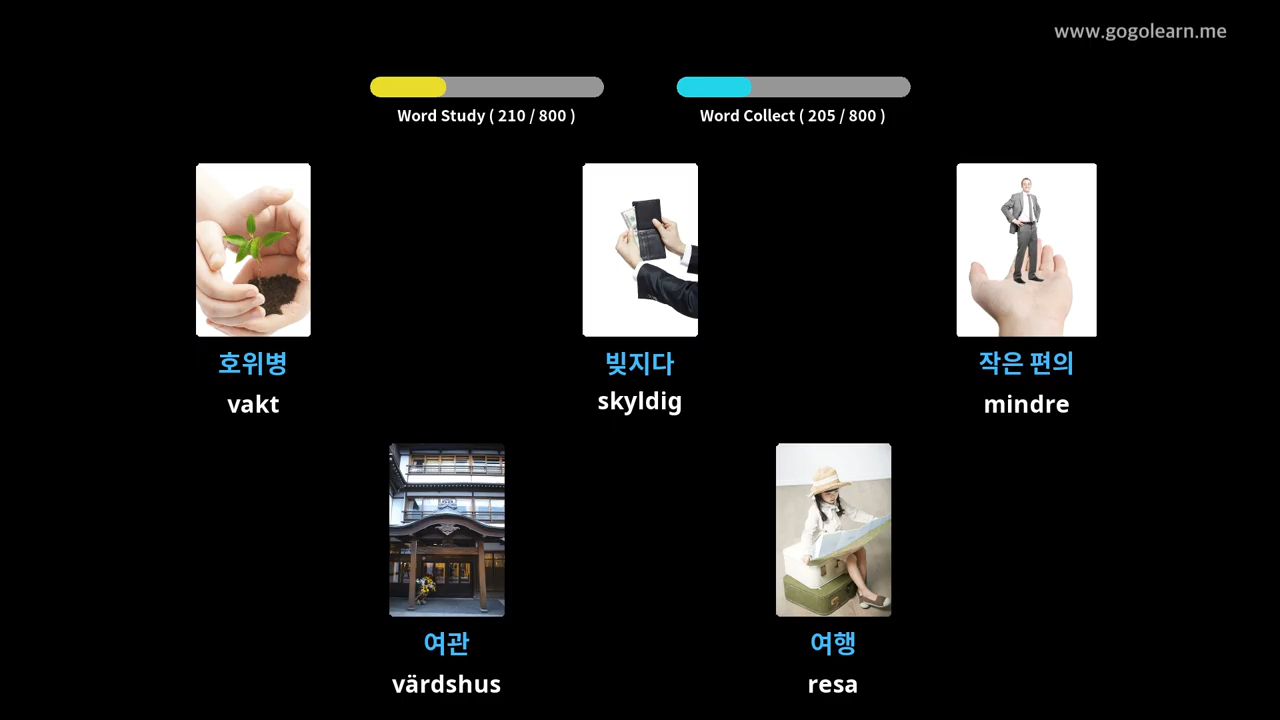 www.gogolearn.me
Word Study ( 210 / 800 )
Word Collect ( 205 / 800 )
호위병
빚지다
작은 편의
vakt
skyldig
mindre
여관
여행
värdshus
resa